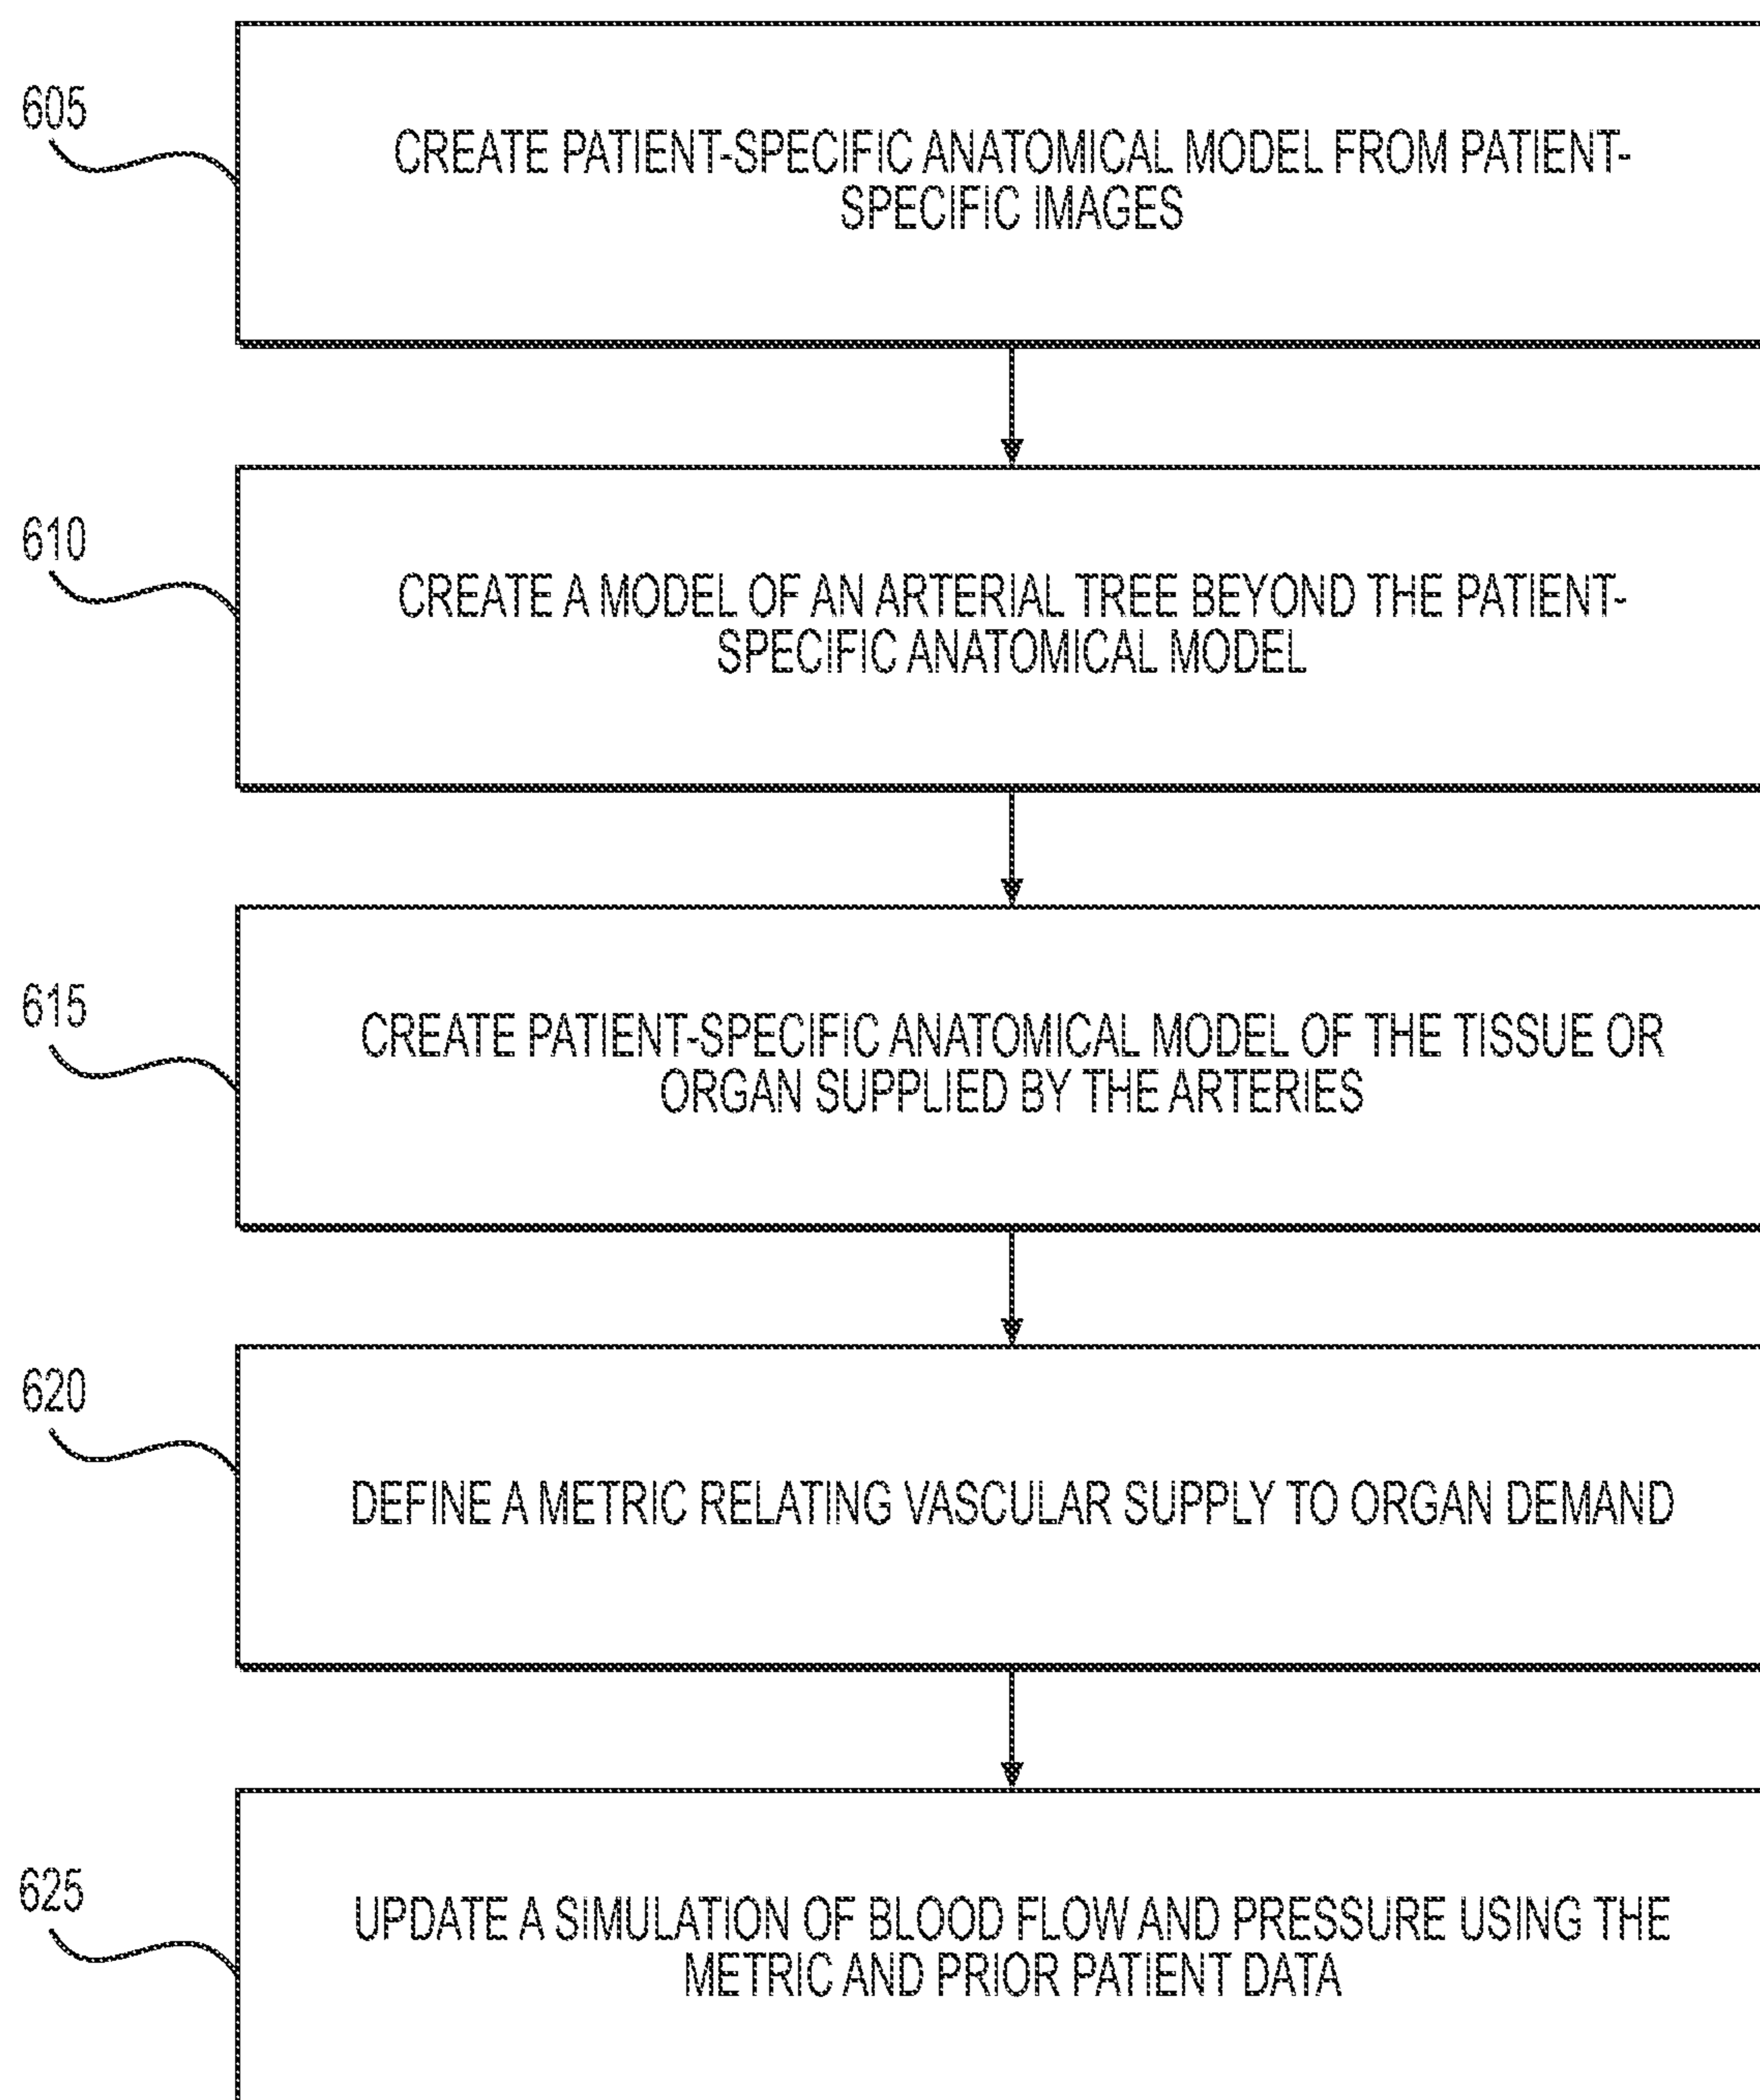 605
CREATE PATIENT-SPECIFIC ANATOMICAL MODEL FROM PATIENT-
SPECIFIC IMAGES
610
CREATE A MODEL OF AN ARTERIAL TREE BEYOND THE PATIENT-
SPECIFIC ANATOMICAL MODEL
615
CREATE PATIENT-SPECIFIC ANATOMICAL MODEL OF THE TISSUE OR
ORGAN SUPPLIED BY THE ARTERIES
620
DEFINE A METRIC RELATING VASCULAR SUPPLY TO ORGAN DEMAND
625
UPDATE A SIMULATION OF BLOOD FLOW AND PRESSURE USING THE
METRIC AND PRIOR PATIENT DATA